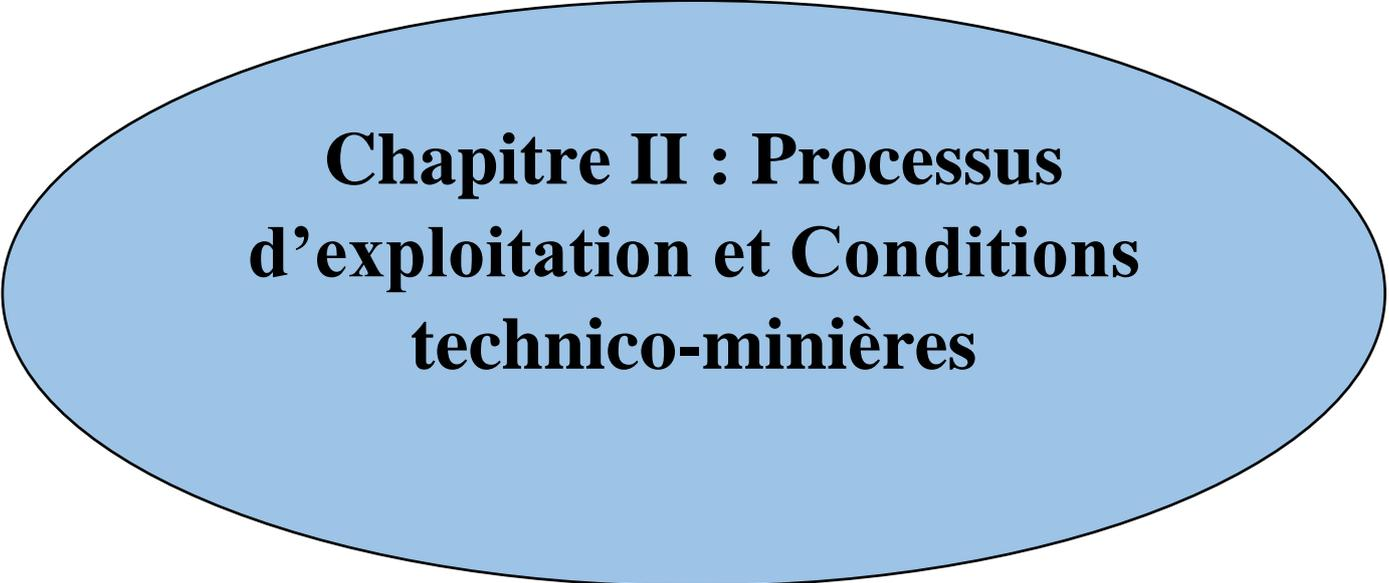 Chapitre II : Processus
d’exploitation et Conditions
technico-minières